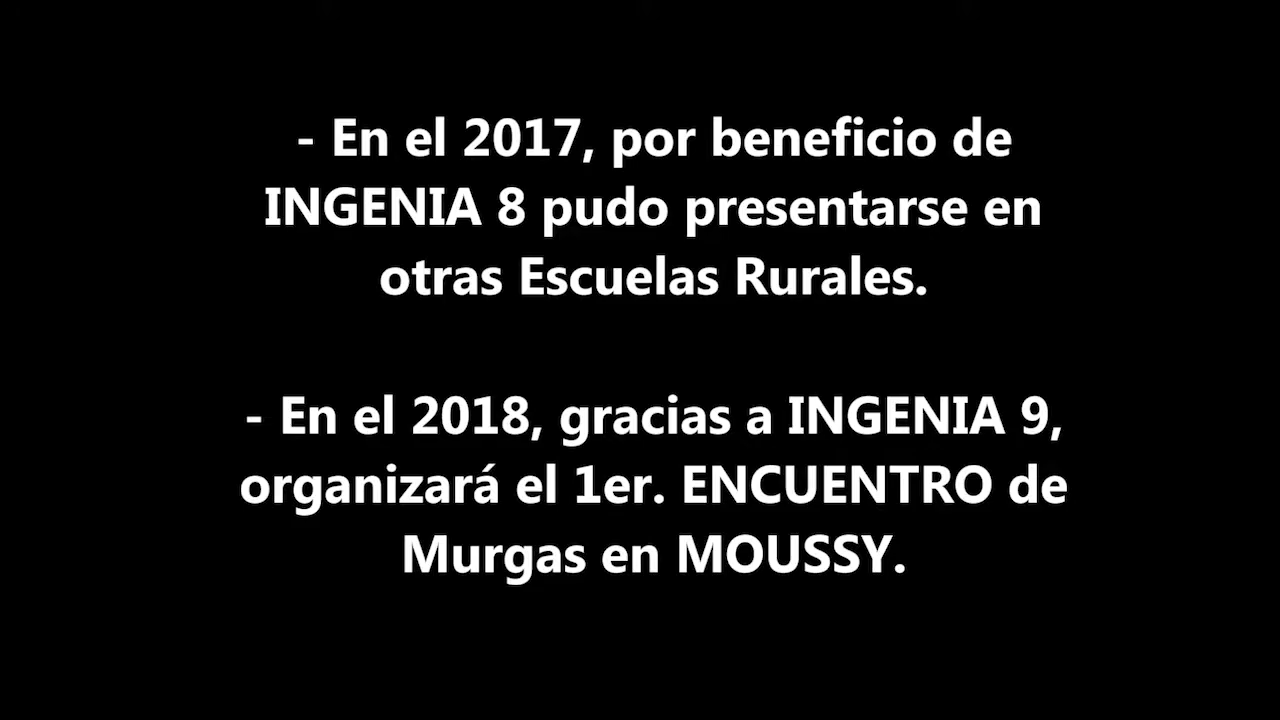 - En el 2017, por beneficio de
INGENIA 8 pudo presentarse en
otras Escuelas Rurales.
- En el 2018, gracias a INGENIA 9,
organizará el 1er. ENCUENTRO de
Murgas en MOUSSY.